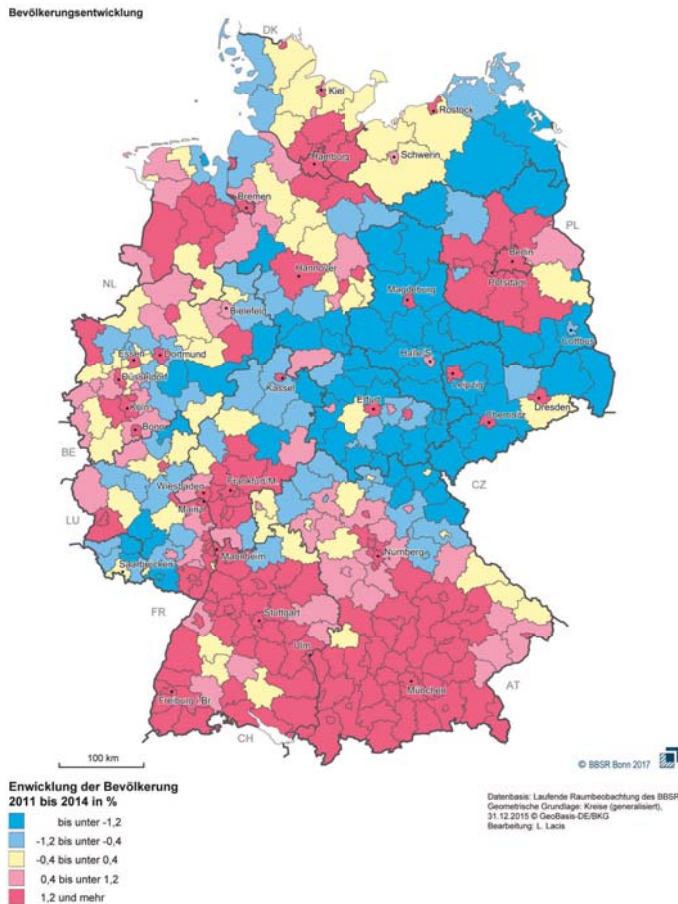 Bevölkerungsentwicklung
DK
Kiel
Rostock
Hamburg
Schwerin
Bremen
PL
Berlin
NL
Hannover
Potsdam
Magdeburg
Bielefeld
Cottbus
Essen
Dortmund
Halle/S.
Düsseldorf
Kassel
Leipzig
Köln
Erfurt
Dresden
Chemnitz
Bonn
BE
Wiesbaden
Frankfurt/M.
CZ
LU
Mainz
Mannheim
Nürnberg
Saarbrücken
FR
Stuttgart
Ulm
München
AT
Freiburg i.Br.
CH
100 km
© BBSR Bonn 2017
Enwicklung der Bevölkerung
2011 bis 2014 in %
bis unter -1,2
-1,2 bis unter -0,4
-0,4 bis unter 0,4
0,4 bis unter 1,2
1,2 und mehr
Datenbasis: Laufende Raumbeobachtung des BBSR
Geometrische Grundlage: Kreise (generalisiert),
31.12.2015 © GeoBasis-DE/BKG
Bearbeitung: L. Lacis